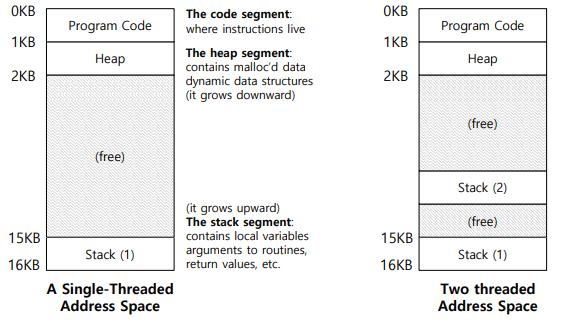 0KB
Program Code
1KB
Heap
2KB
(free)
15KB
Stack (1)
16KB
A Single-Threaded
Address Space
The code segment:
where instructions live
The heap segment:
contains malloc'd data
dynamic data structures
(it grows downward)
(it grows upward)
The stack segment:
contains local variables
arguments to routines,
return values, etc.
0KB
Program Code
1KB
Heap
2KB
(free)
Stack (2)
(free)
15KB
Stack (1)
16KB
Two threaded
Address Space